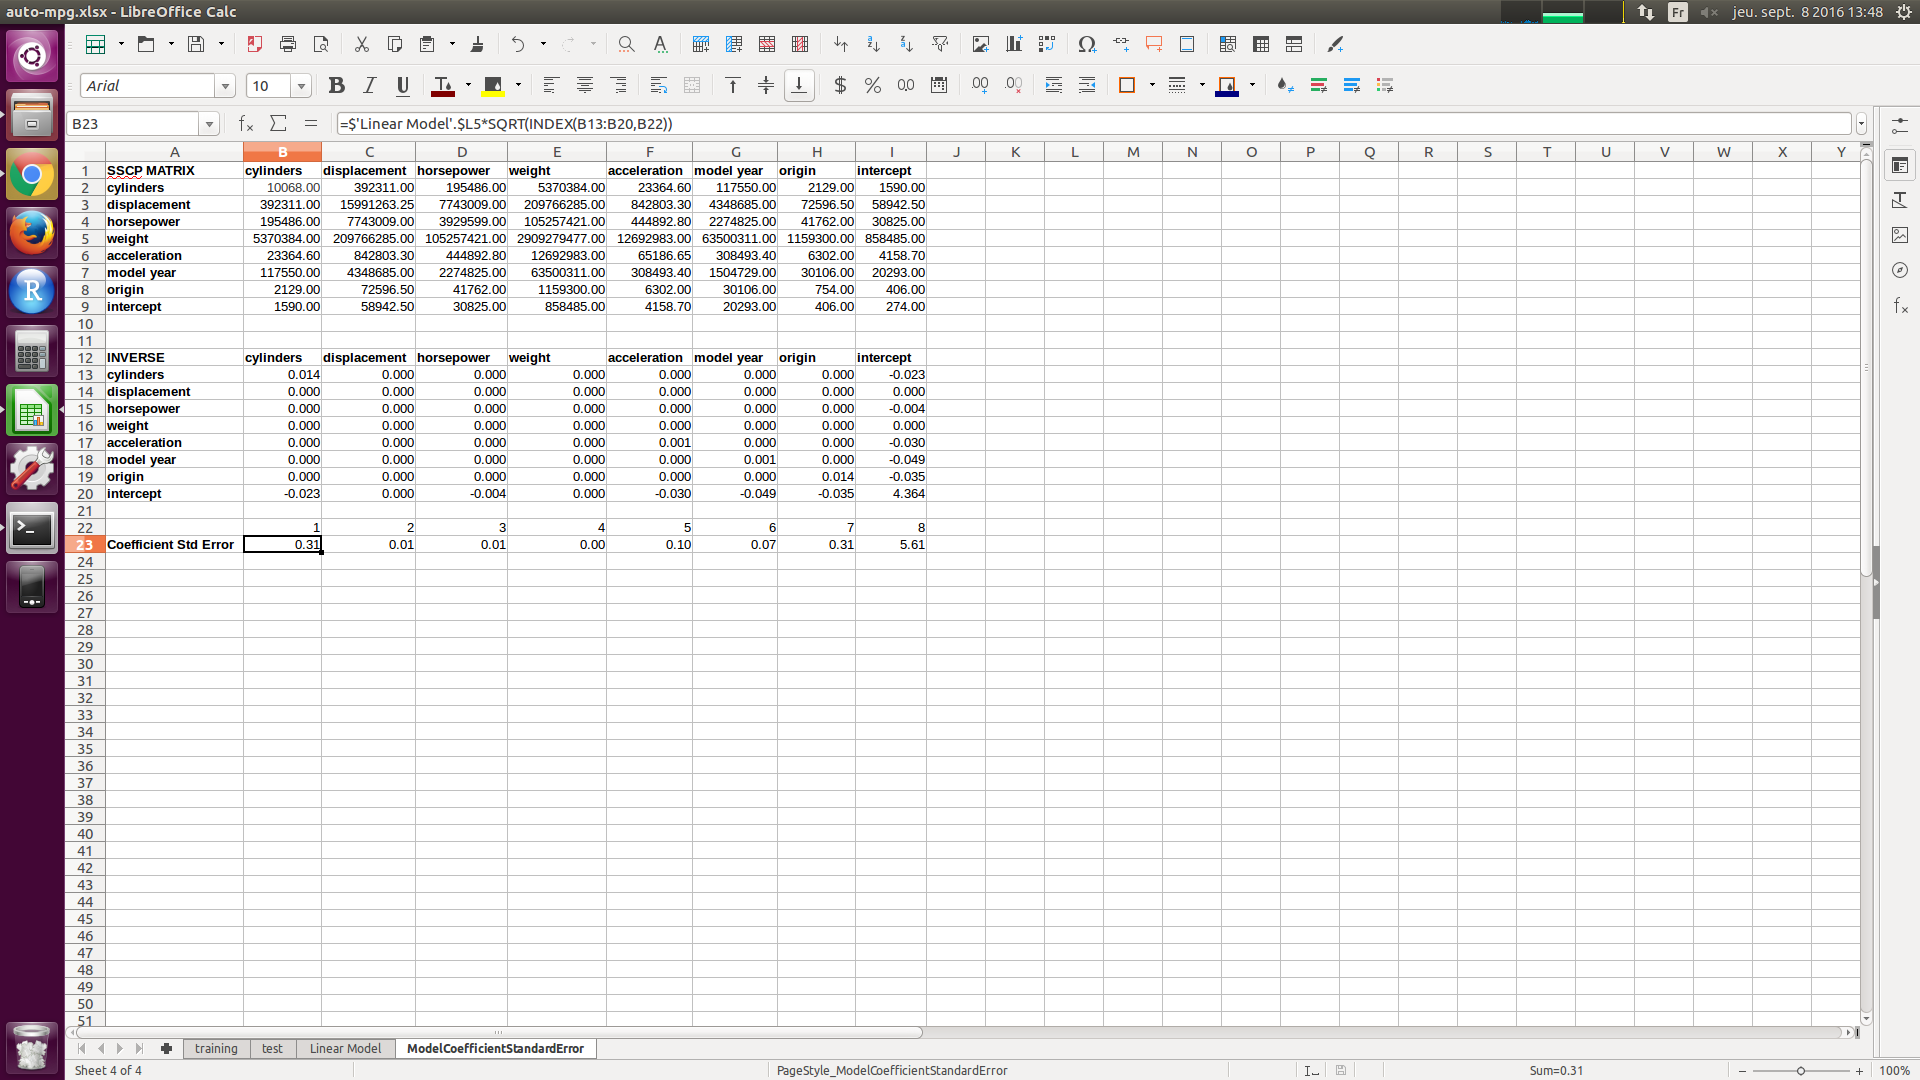 auto-mpg.xlsx - LibreOffice Calc
Fr
jeu. sept. 8 2016 13:48
Arial
10
B23
=$'Linear Model'.$L5*SQRT(INDEX(B13:B20,B22))
A B C D E F G H I J K L M N O P Q R S T U V W X Y
1 SSCP MATRIX cylinders displacement horsepower weight acceleration model year origin intercept
2 cylinders 10068.00 392311.00 195486.00 5370384.00 23364.60 117550.00 2129.00 1590.00
3 displacement 392311.00 15991263.25 7743009.00 209766285.00 842803.30 4348685.00 72596.50 58942.50
4 horsepower 195486.00 7743009.00 3929599.00 105257421.00 444892.80 2274825.00 41762.00 30825.00
5 weight 5370384.00 209766285.00 105257421.00 2909279477.00 12692983.00 63500311.00 1159300.00 858485.00
6 acceleration 23364.60 842803.30 444892.80 12692983.00 65186.65 308493.40 6302.00 4158.70
7 model year 117550.00 4348685.00 2274825.00 63500311.00 308493.40 1504729.00 30106.00 20293.00
8 origin 2129.00 72596.50 41762.00 1159300.00 6302.00 30106.00 754.00 406.00
9 intercept 1590.00 58942.50 30825.00 858485.00 4158.70 20293.00 406.00 274.00
10
11
12 INVERSE cylinders displacement horsepower weight acceleration model year origin intercept
13 cylinders 0.014 0.000 0.000 0.000 0.000 0.000 0.000 -0.023
14 displacement 0.000 0.000 0.000 0.000 0.000 0.000 0.000 0.000
15 horsepower 0.000 0.000 0.000 0.000 0.000 0.000 0.000 -0.004
16 weight 0.000 0.000 0.000 0.000 0.000 0.000 0.000 0.000
17 acceleration 0.000 0.000 0.000 0.000 0.001 0.000 0.000 -0.030
18 model year 0.000 0.000 0.000 0.000 0.000 0.001 0.000 -0.049
19 origin 0.000 0.000 0.000 0.000 0.000 0.000 0.014 -0.035
20 intercept -0.023 0.000 -0.004 0.000 -0.030 -0.049 -0.035 4.364
21
22 1 2 3 4 5 6 7 8
23 Coefficient Std Error 0.31 0.01 0.01 0.00 0.10 0.07 0.31 5.61
24
25
26
27
28
29
30
31
32
33
34
35
36
37
38
39
40
41
42
43
44
45
46
47
48
49
50
51
training test Linear Model ModelCoefficientStandardError
Sheet 4 of 4 PageStyle_ModelCoefficientStandardError Sum=0.31 100%